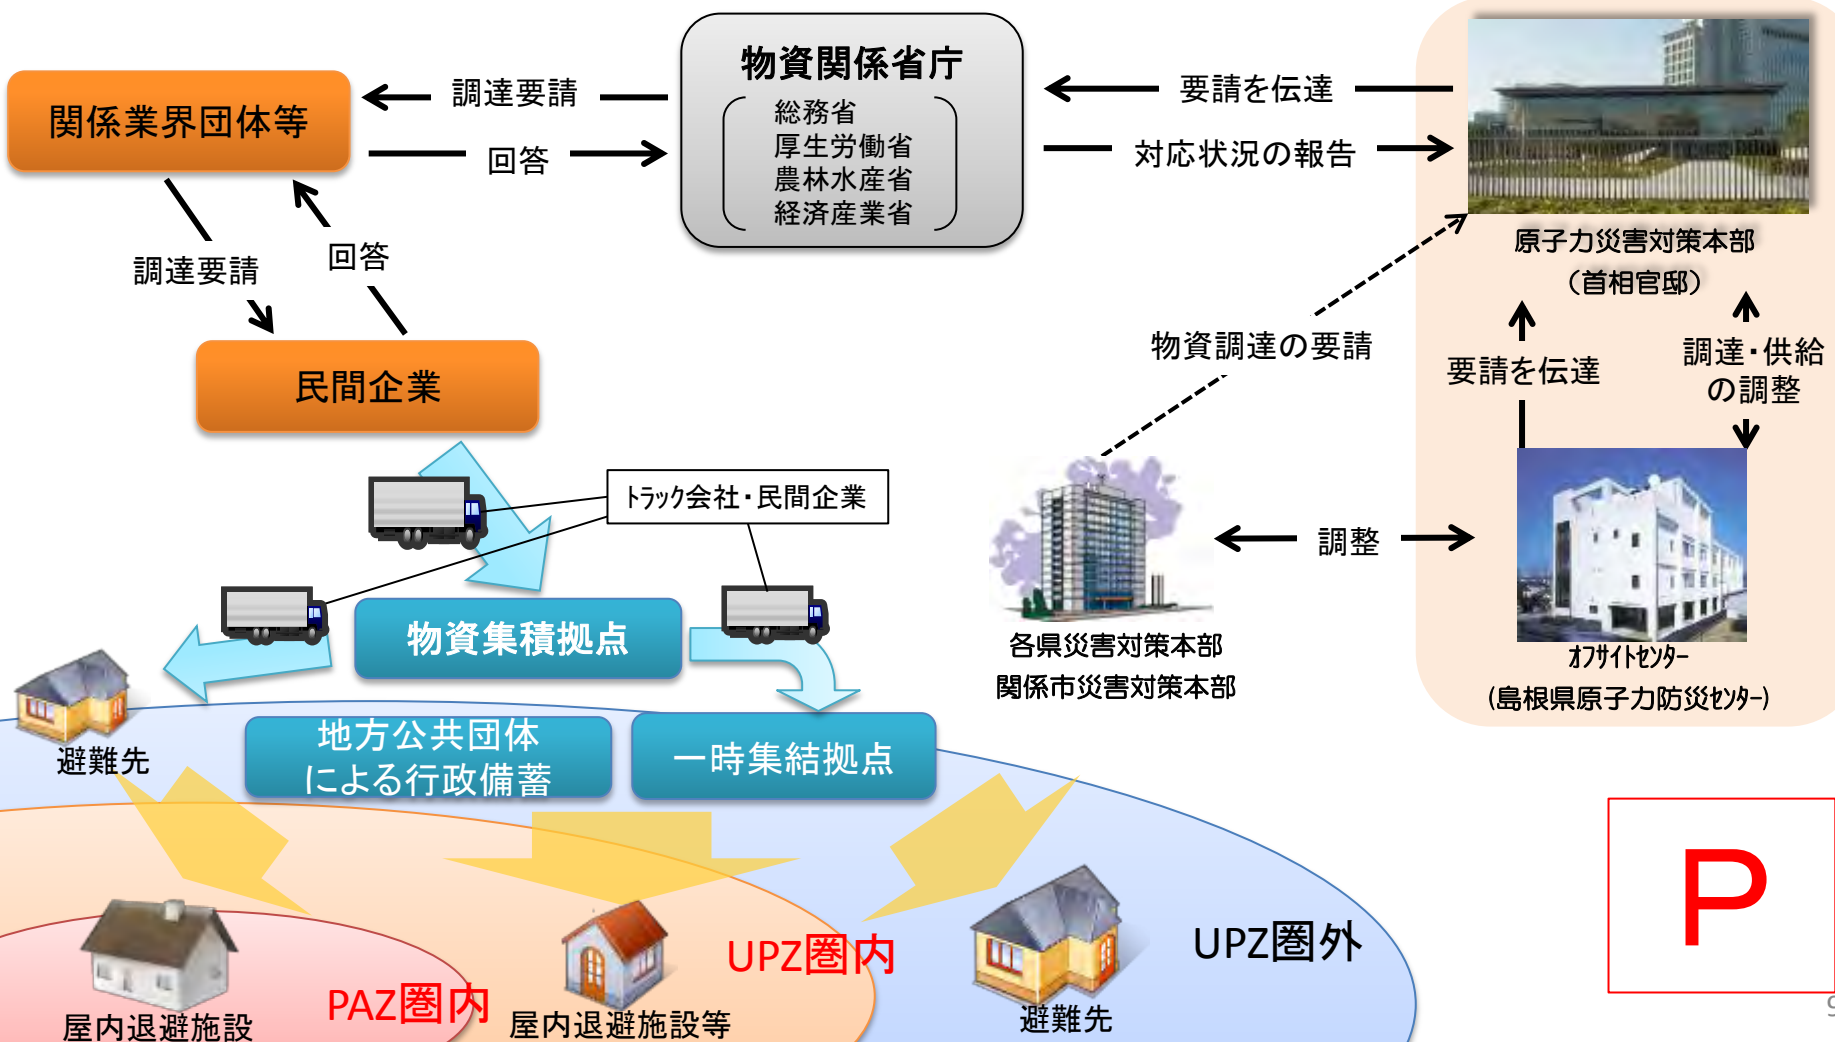 物資関係省庁
総務省
厚生労働省
農林水産省
経済産業省
関係業界団体等
調達要請
回答
要請を伝達
対応状況の報告
原子力災害対策本部
（首相官邸）
調達要請
回答
民間企業
物資調達の要請
要請を伝達
調達・供給
の調整
トラック会社・民間企業
調整
物資集積拠点
各県災害対策本部
関係市災害対策本部
オフサイトセンター
(島根県原子力防災センター)
避難先
地方公共団体
による行政備蓄
一時集結拠点
P
UPZ圏内
UPZ圏外
PAZ圏内
屋内退避施設
屋内退避施設等
避難先
9